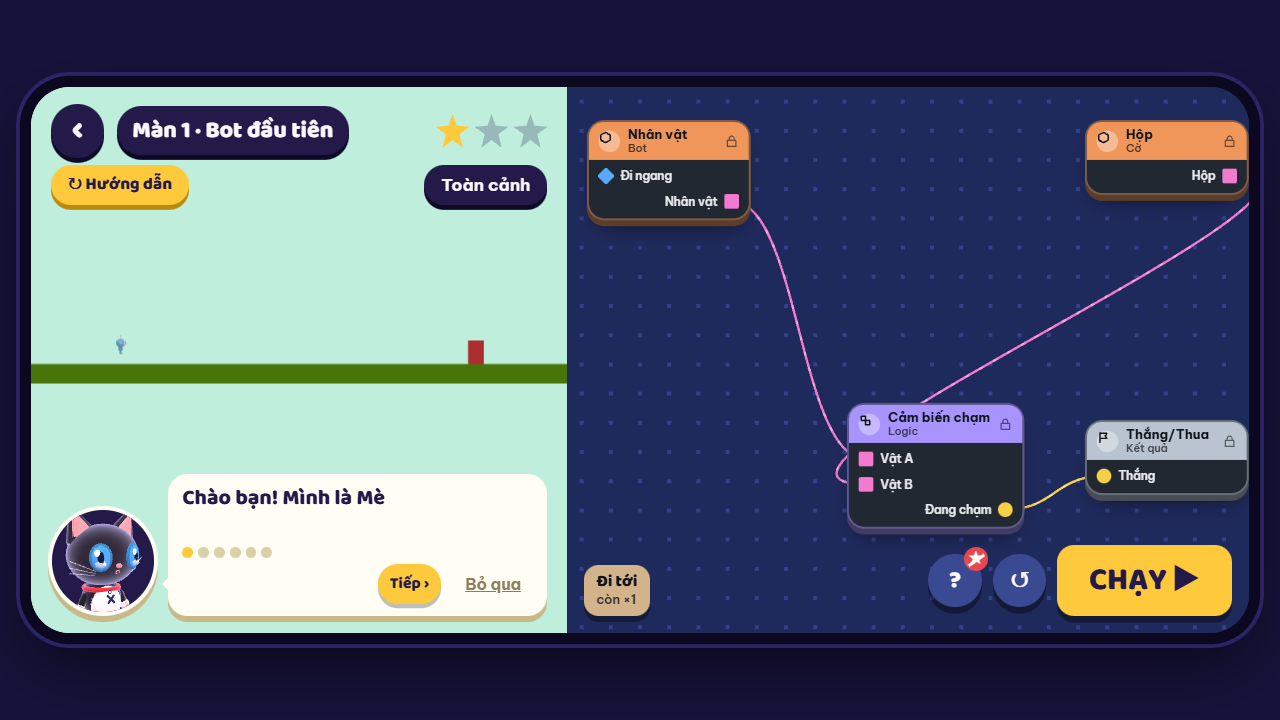 Màn 1 · Bot đầu tiên
↻ Hướng dẫn
Toàn cảnh
Chào bạn! Mình là Mè
Tiếp ›
Bỏ qua
Nhân vật
Bot
Đi ngang
Nhân vật
Hộp
Cờ
Hộp
Cảm biến chạm
Logic
Vật A
Vật B
Đang chạm
Thắng/Thua
Kết quả
Thắng
Đi tới
còn ×1
?
↺
CHẠY ▶